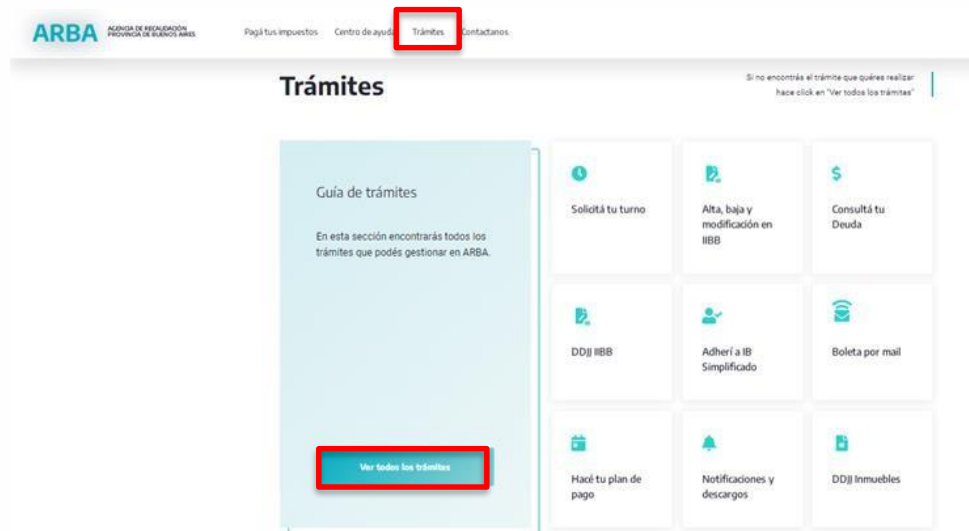 ARBA
AGENCIA DE RECAUDACIÓN
PROVINCIA DE BUENOS AIRES
Pagá tus impuestos Centro de ayuda Trámites Contactanos
Trámites
Si no encontrás el trámite que quéres realizar
hace click en "Ver todos los trámites"
Guía de trámites
En esta sección encontrarás todos los
trámites que podés gestionar en ARBA.
Ver todos los trámites
Solicitá tu turno
Alta, baja y
modificación en
IIBB
Consultá tu
Deuda
DDJJ IIBB
Adherí a IB
Simplificado
Boleta por mail
Hacé tu plan de
pago
Notificaciones y
descargos
DDJJ Inmuebles